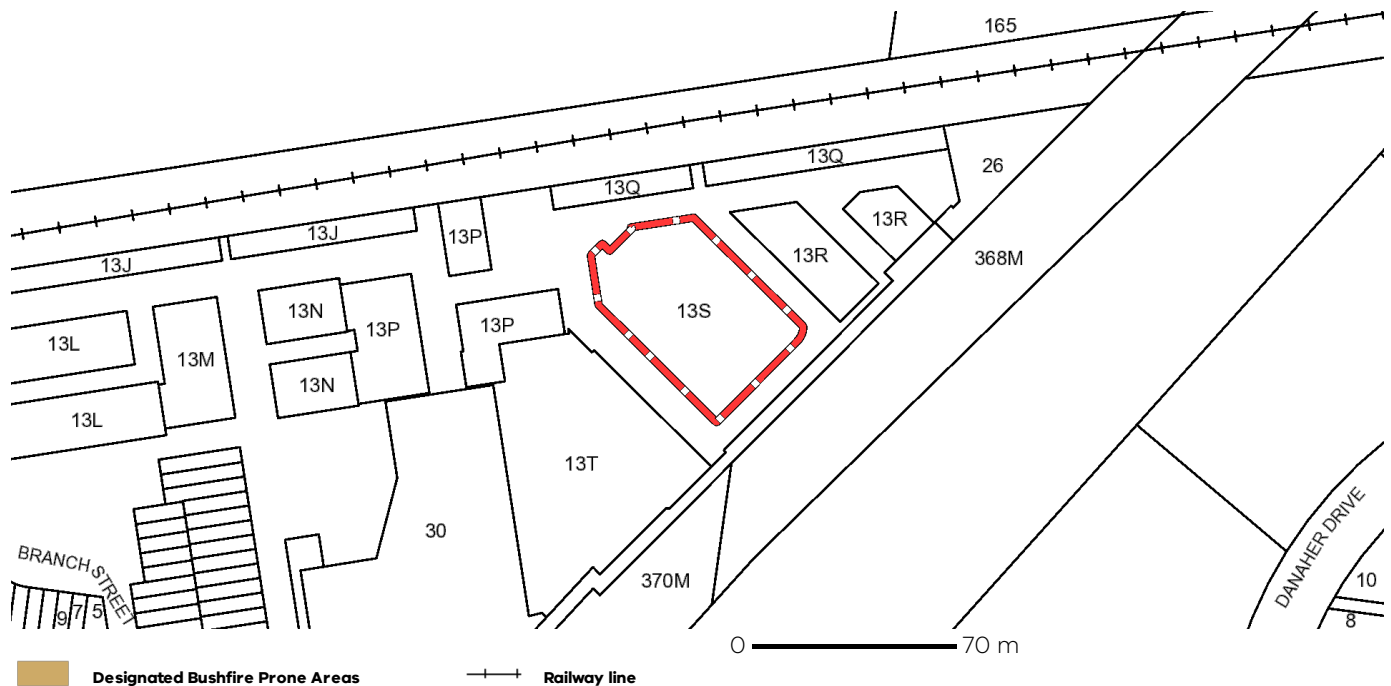 165
13Q
26
13Q
13R
13J
13P
13R
368M
13J
13S
13N
13P
13P
13L
13M
13N
13L
13T
30
BRANCH STREET
370M
DANAHER DRIVE
10
9
7
5
8
0 70 m
Designated Bushfire Prone Areas Railway line